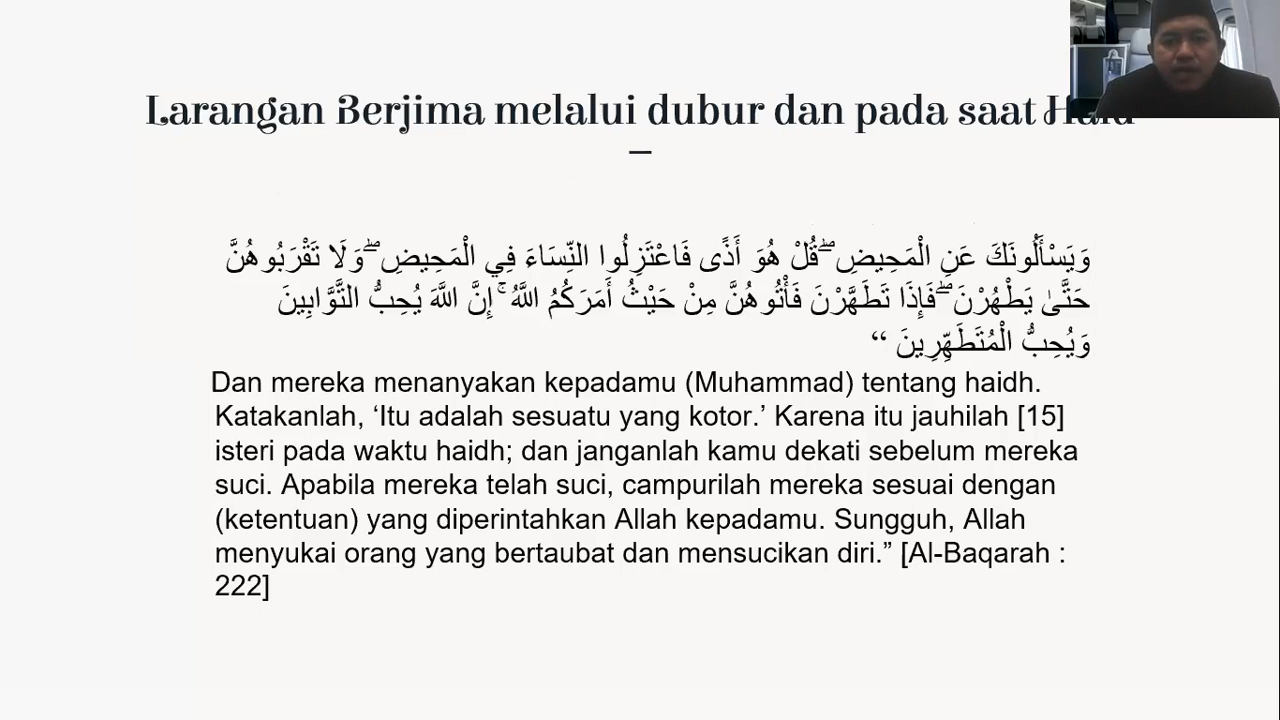 Larangan Berjima melalui dubur dan pada saat
وَيَسْأَلُونَكَ عَنِ الْمَحِيضِ ۖ قُلْ هُوَ أَذًى فَاعْتَزِلُوا النِّسَاءَ فِي الْمَحِيضِ ۖ وَلَا تَقْرَبُوهُنَّ
حَتَّىٰ يَطْهُرْنَ ۖ فَإِذَا تَطَهَّرْنَ فَأْتُوهُنَّ مِنْ حَيْثُ أَمَرَكُمُ اللَّهُ ۚ إِنَّ اللَّهَ يُحِبُّ التَّوَّابِينَ
وَيُحِبُّ الْمُتَطَهِّرِينَ “
Dan mereka menanyakan kepadamu (Muhammad) tentang haidh.
Katakanlah, ‘Itu adalah sesuatu yang kotor.’ Karena itu jauhilah [15]
isteri pada waktu haidh; dan janganlah kamu dekati sebelum mereka
suci. Apabila mereka telah suci, campurilah mereka sesuai dengan
(ketentuan) yang diperintahkan Allah kepadamu. Sungguh, Allah
menyukai orang yang bertaubat dan mensucikan diri.” [Al-Baqarah :
222]